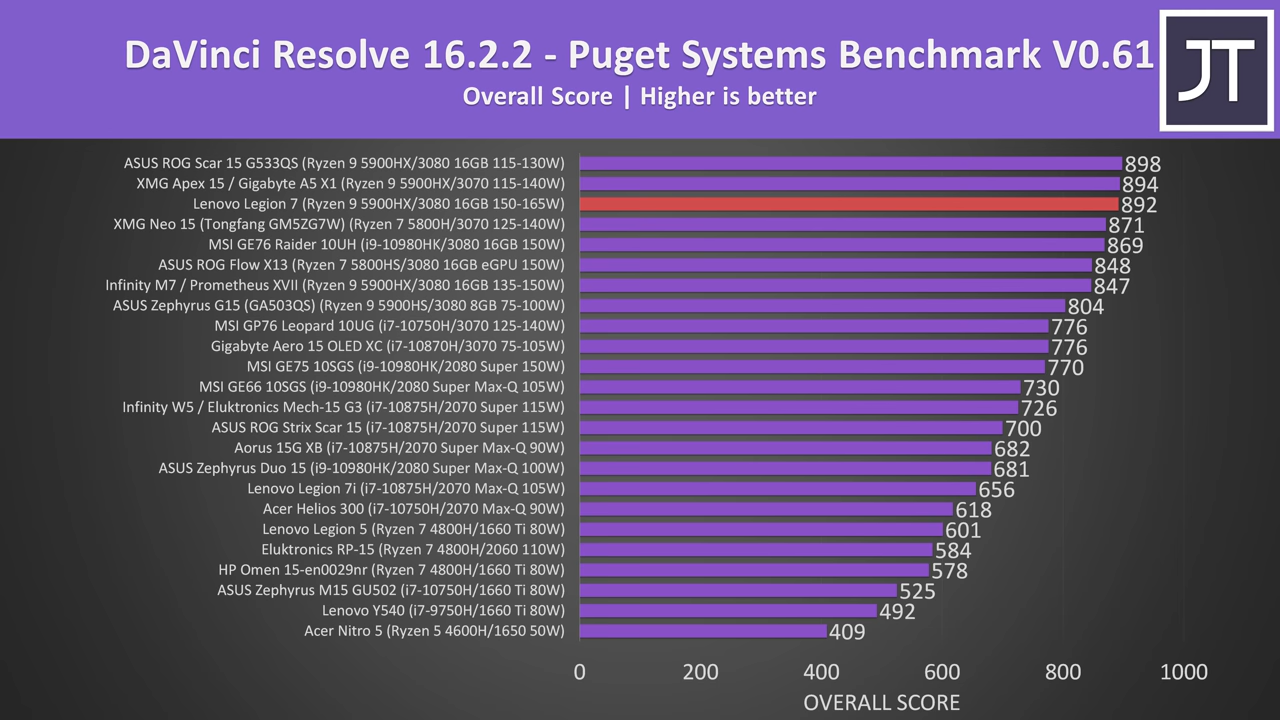 DaVinci Resolve 16.2.2 - Puget Systems Benchmark V0.61
Overall Score | Higher is better
JT
ASUS ROG Scar 15 G533QS (Ryzen 9 5900HX/3080 16GB 115-130W) 898
XMG Apex 15 / Gigabyte A5 X1 (Ryzen 9 5900HX/3070 115-140W) 894
Lenovo Legion 7 (Ryzen 9 5900HX/3080 16GB 150-165W) 892
XMG Neo 15 (Tongfang GM5ZG7W) (Ryzen 7 5800H/3070 125-140W) 871
MSI GE76 Raider 10UH (i9-10980HK/3080 16GB 150W) 869
ASUS ROG Flow X13 (Ryzen 7 5800HS/3080 16GB eGPU 150W) 848
Infinity M7 / Prometheus XVII (Ryzen 9 5900HX/3080 16GB 135-150W) 847
ASUS Zephyrus G15 (GA503QS) (Ryzen 9 5900HS/3080 8GB 75-100W) 804
MSI GP76 Leopard 10UG (i7-10750H/3070 125-140W) 776
Gigabyte Aero 15 OLED XC (i7-10870H/3070 75-105W) 776
MSI GE75 10SGS (i9-10980HK/2080 Super 150W) 770
MSI GE66 10SGS (i9-10980HK/2080 Super Max-Q 105W) 730
Infinity W5 / Eluktronics Mech-15 G3 (i7-10875H/2070 Super 115W) 726
ASUS ROG Strix Scar 15 (i7-10875H/2070 Super 115W) 700
Aorus 15G XB (i7-10875H/2070 Super Max-Q 90W) 682
ASUS Zephyrus Duo 15 (i9-10980HK/2080 Super Max-Q 100W) 681
Lenovo Legion 7i (i7-10875H/2070 Max-Q 105W) 656
Acer Helios 300 (i7-10750H/2070 Max-Q 90W) 618
Lenovo Legion 5 (Ryzen 7 4800H/1660 Ti 80W) 601
Eluktronics RP-15 (Ryzen 7 4800H/2060 110W) 584
HP Omen 15-en0029nr (Ryzen 7 4800H/1660 Ti 80W) 578
ASUS Zephyrus M15 GU502 (i7-10750H/1660 Ti 80W) 525
Lenovo Y540 (i7-9750H/1660 Ti 80W) 492
Acer Nitro 5 (Ryzen 5 4600H/1650 50W) 409
0 200 400 600 800 1000
OVERALL SCORE